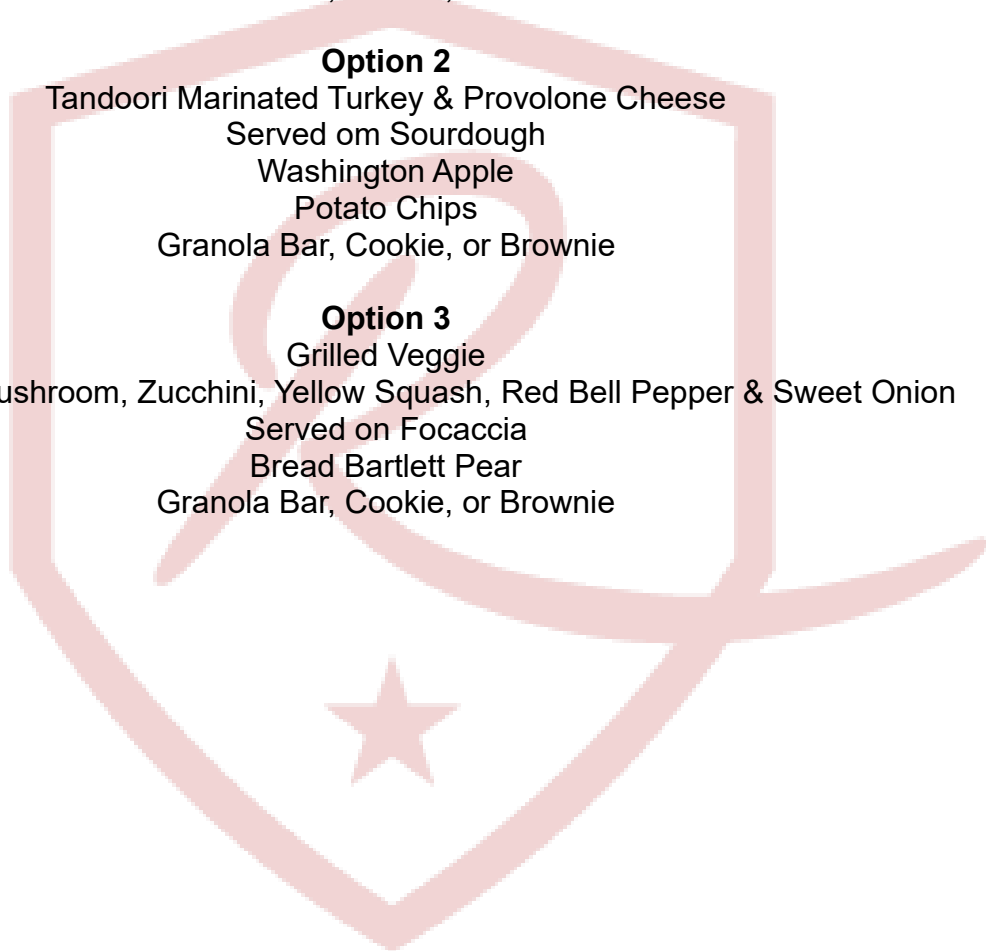 Option 2
Tandoori Marinated Turkey & Provolone Cheese
Served om Sourdough
Washington Apple
Potato Chips
Granola Bar, Cookie, or Brownie
Option 3
Grilled Veggie
ushroom, Zucchini, Yellow Squash, Red Bell Pepper & Sweet Onion
Served on Focaccia
Bread Bartlett Pear
Granola Bar, Cookie, or Brownie